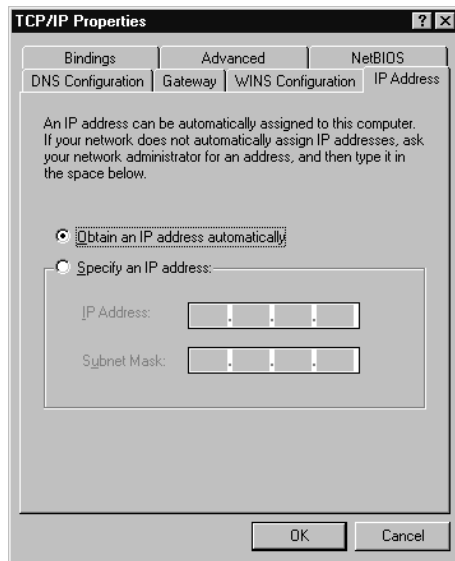 TCP/IP Properties
Bindings Advanced NetBIOS
DNS Configuration Gateway WINS Configuration IP Address
An IP address can be automatically assigned to this computer.
If your network does not automatically assign IP addresses, ask
your network administrator for an address, and then type it in
the space below.
Obtain an IP address automatically
Specify an IP address:
IP Address:
. . .
Subnet Mask:
. . .
OK Cancel